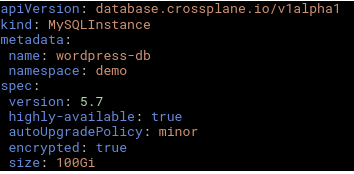 apiVersion: database.crossplane.io/v1alpha1
kind: MySQLInstance
metadata:
 name: wordpress-db
 namespace: demo
spec:
 version: 5.7
 highly-available: true
 autoUpgradePolicy: minor
 encrypted: true
 size: 100Gi